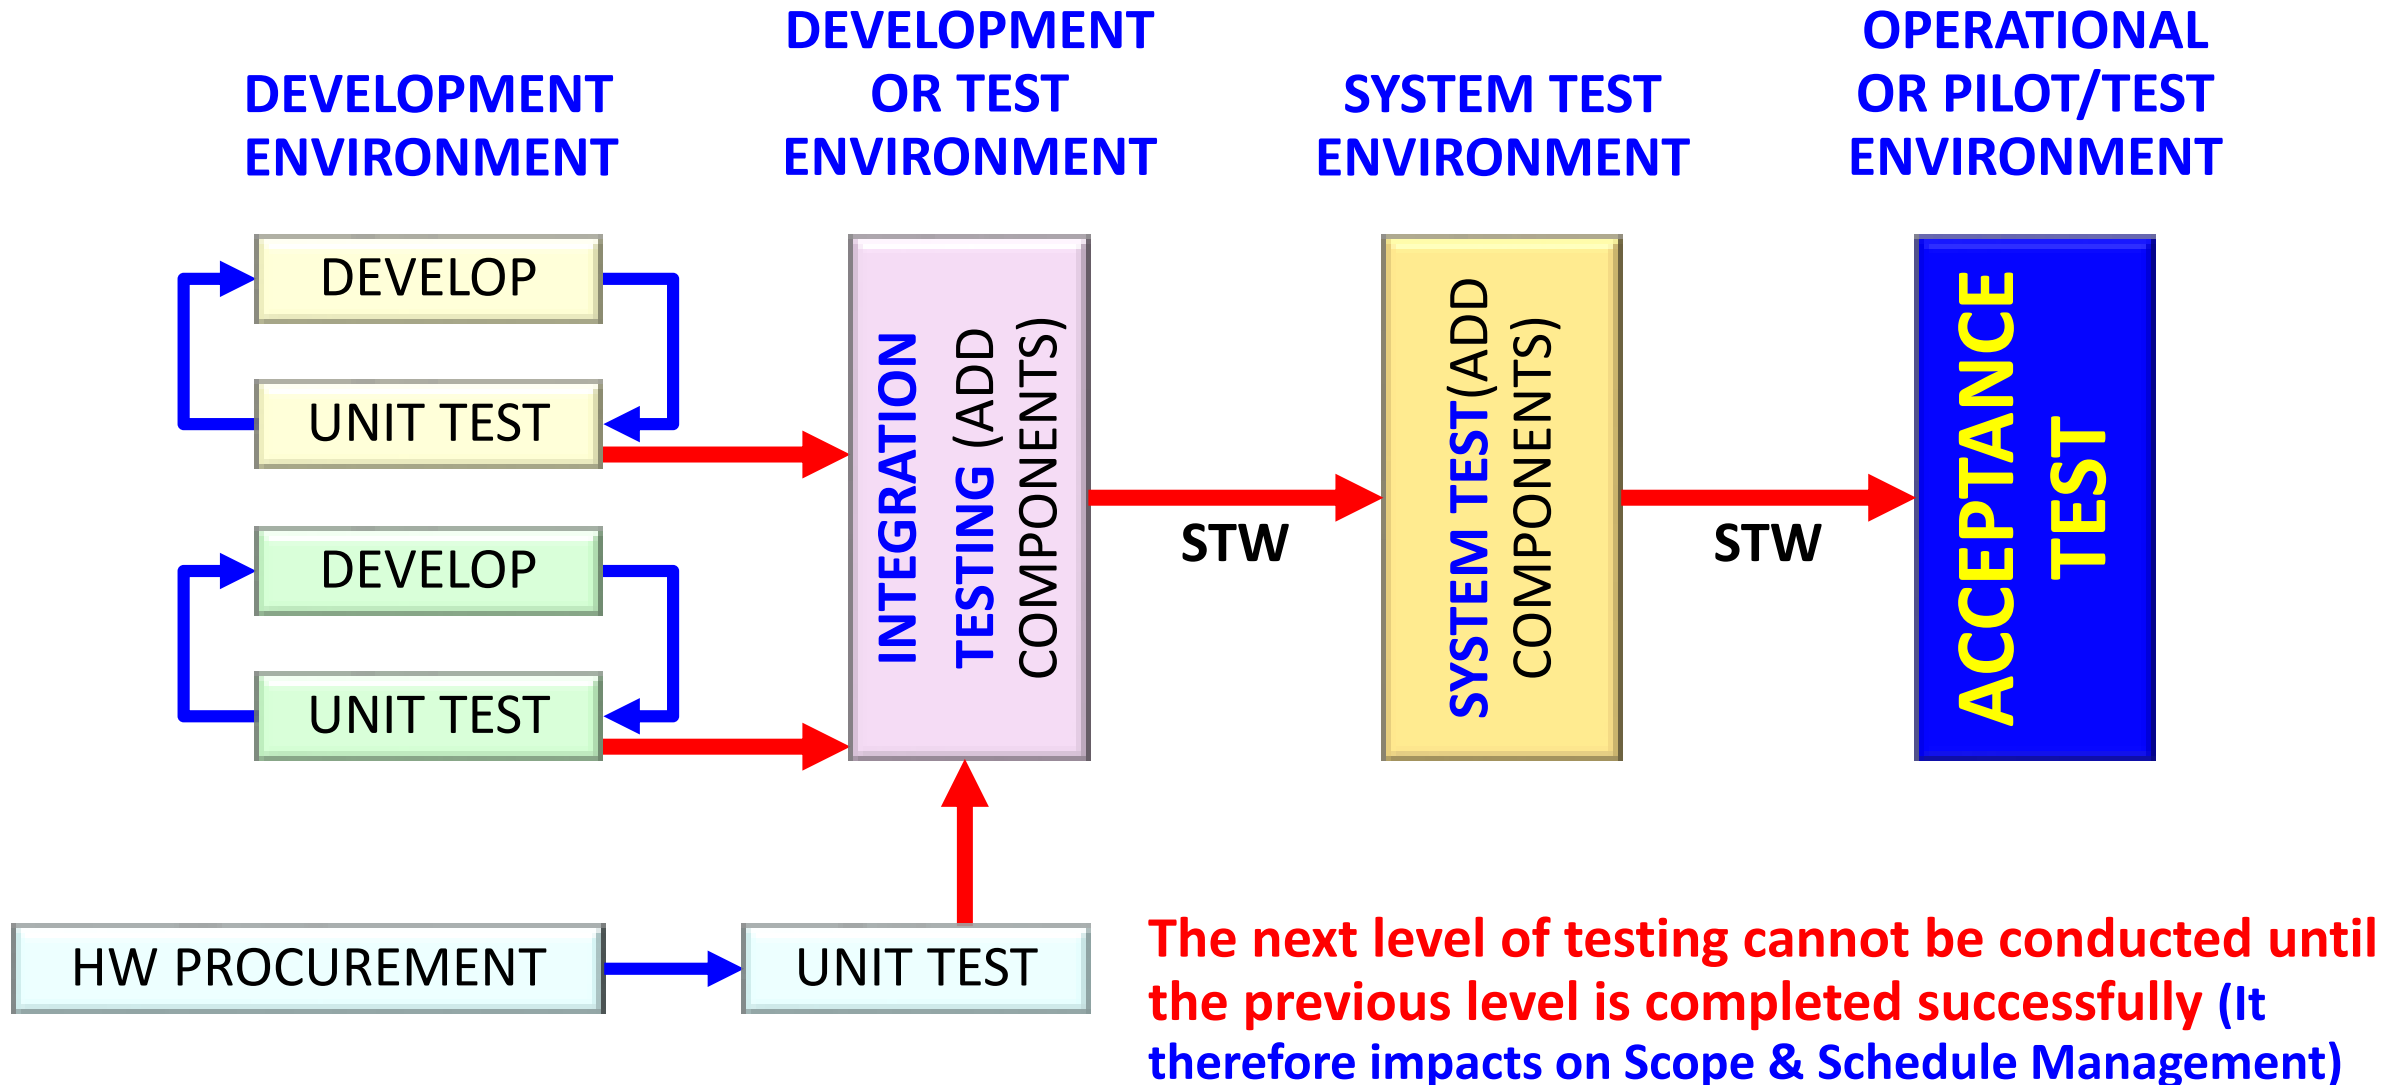 DEVELOPMENT
ENVIRONMENT
DEVELOPMENT
OR TEST
ENVIRONMENT
SYSTEM TEST
ENVIRONMENT
OPERATIONAL
OR PILOT/TEST
ENVIRONMENT
DEVELOP
UNIT TEST
DEVELOP
UNIT TEST
INTEGRATION
TESTING (ADD
COMPONENTS)
STW
SYSTEM TEST(ADD
COMPONENTS)
STW
ACCEPTANCE
TEST
HW PROCUREMENT
UNIT TEST
The next level of testing cannot be conducted until
the previous level is completed successfully (It
therefore impacts on Scope & Schedule Management)